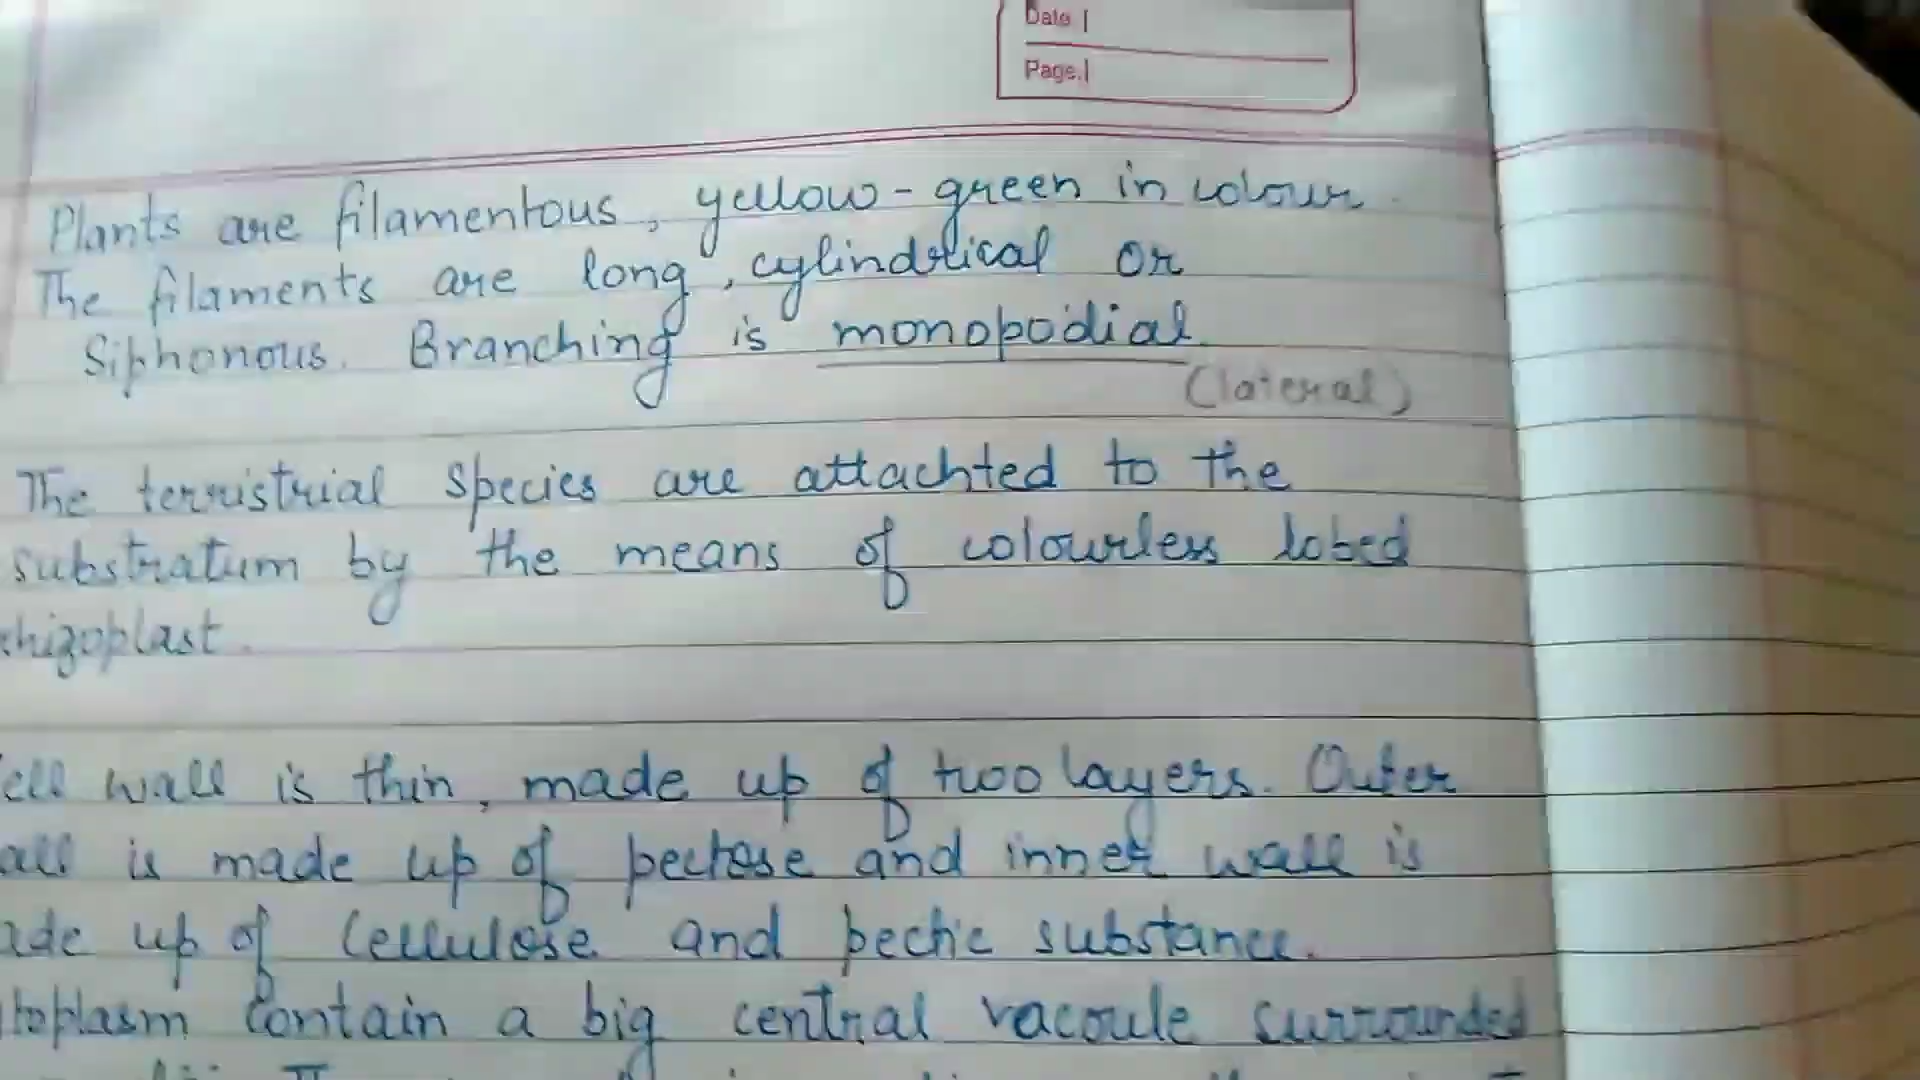 Date
Page.
Plants are filamentous, yellow-green in colour.
The filaments are long, cylindrical or
Siphonous. Branching is monopodial.
(lateral)
The terristrial species are attachted to the
substratum by the means of colourless lobed
rhizoplast.
ell wall is thin, made up of two layers. Outer
all is made up of pectose and inner wall is
ade up of Cellulose and pectic substance.
toplasm contain a big central vacoule surrounded